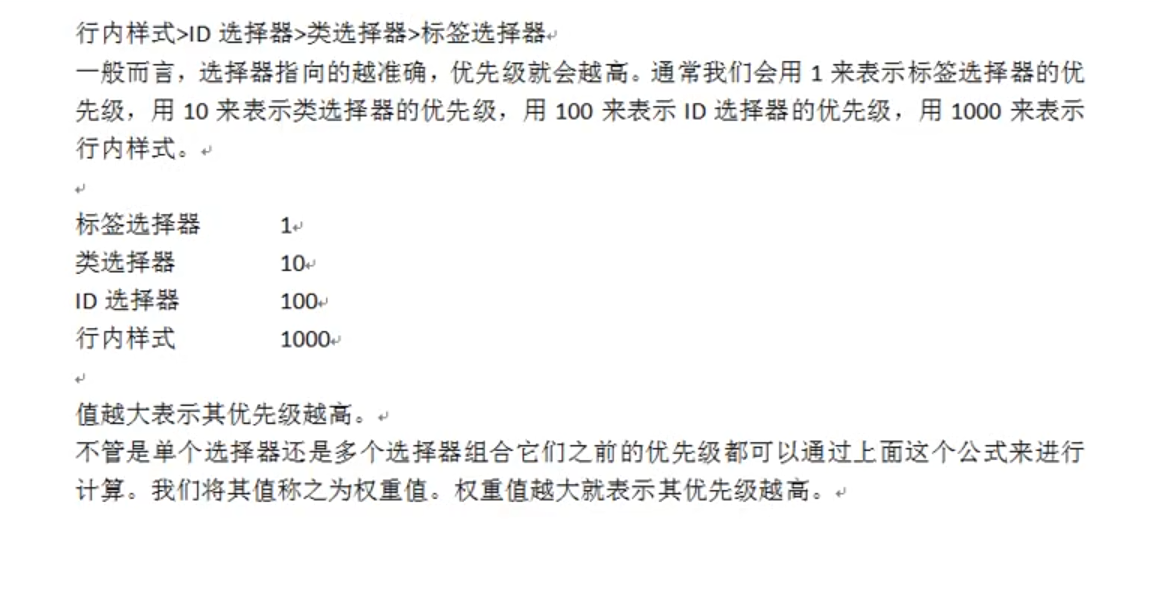 行内样式>ID 选择器>类选择器>标签选择器
一般而言，选择器指向的越准确，优先级就会越高。通常我们会用 1 来表示标签选择器的优
先级，用 10 来表示类选择器的优先级，用 100 来表示 ID 选择器的优先级，用 1000 来表示
行内样式。
标签选择器 1
类选择器 10
ID 选择器 100
行内样式 1000
值越大表示其优先级越高。
不管是单个选择器还是多个选择器组合它们之前的优先级都可以通过上面这个公式来进行
计算。我们将其值称之为权重值。权重值越大就表示其优先级越高。